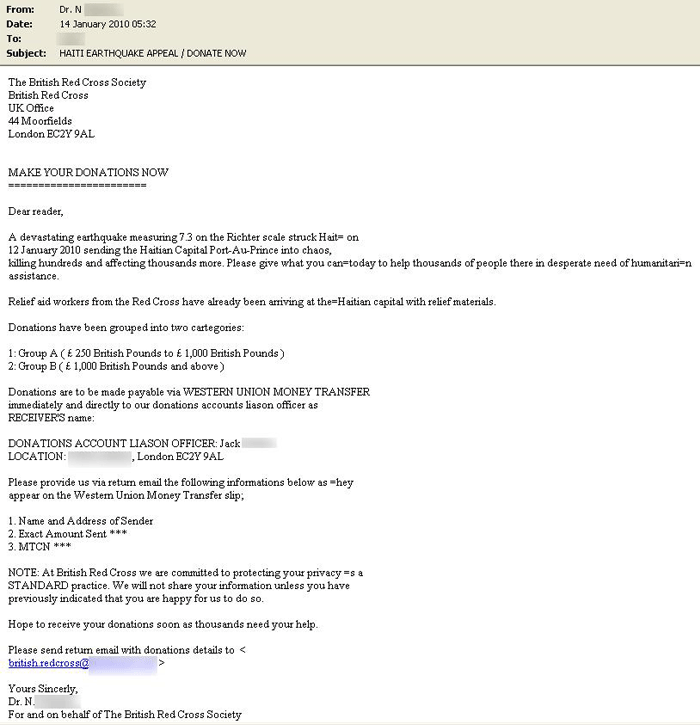 From: Dr. N
Date: 14 January 2010 05:32
To:
Subject: HAITI EARTHQUAKE APPEAL / DONATE NOW
The British Red Cross Society
British Red Cross
UK Office
44 Moorfields
London EC2Y 9AL
MAKE YOUR DONATIONS NOW
=======================
Dear reader,
A devastating earthquake measuring 7.3 on the Richter scale struck Hait= on
12 January 2010 sending the Haitian Capital Port-Au-Prince into chaos,
killing hundreds and affecting thousands more. Please give what you can=today to help thousands of people there in desperate need of humanitari=n
assistance.
Relief aid workers from the Red Cross have already been arriving at the=Haitian capital with relief materials.
Donations have been grouped into two cartegories:
1: Group A ( £ 250 British Pounds to £ 1,000 British Pounds )
2: Group B ( £ 1,000 British Pounds and above )
Donations are to be made payable via WESTERN UNION MONEY TRANSFER
immediately and directly to our donations accounts liason officer as
RECEIVER'S name:
DONATIONS ACCOUNT LIASON OFFICER: Jack
LOCATION: , London EC2Y 9AL
Please provide us via return email the following informations below as =hey
appear on the Western Union Money Transfer slip;
1. Name and Address of Sender
2. Exact Amount Sent ***
3. MTCN ***
NOTE: At British Red Cross we are committed to protecting your privacy =s a
STANDARD practice. We will not share your information unless you have
previously indicated that you are happy for us to do so.
Hope to receive your donations soon as thousands need your help.
Please send return email with donations details to <
british.redcross@ >
Yours Sincerely,
Dr. N.
For and on behalf of The British Red Cross Society